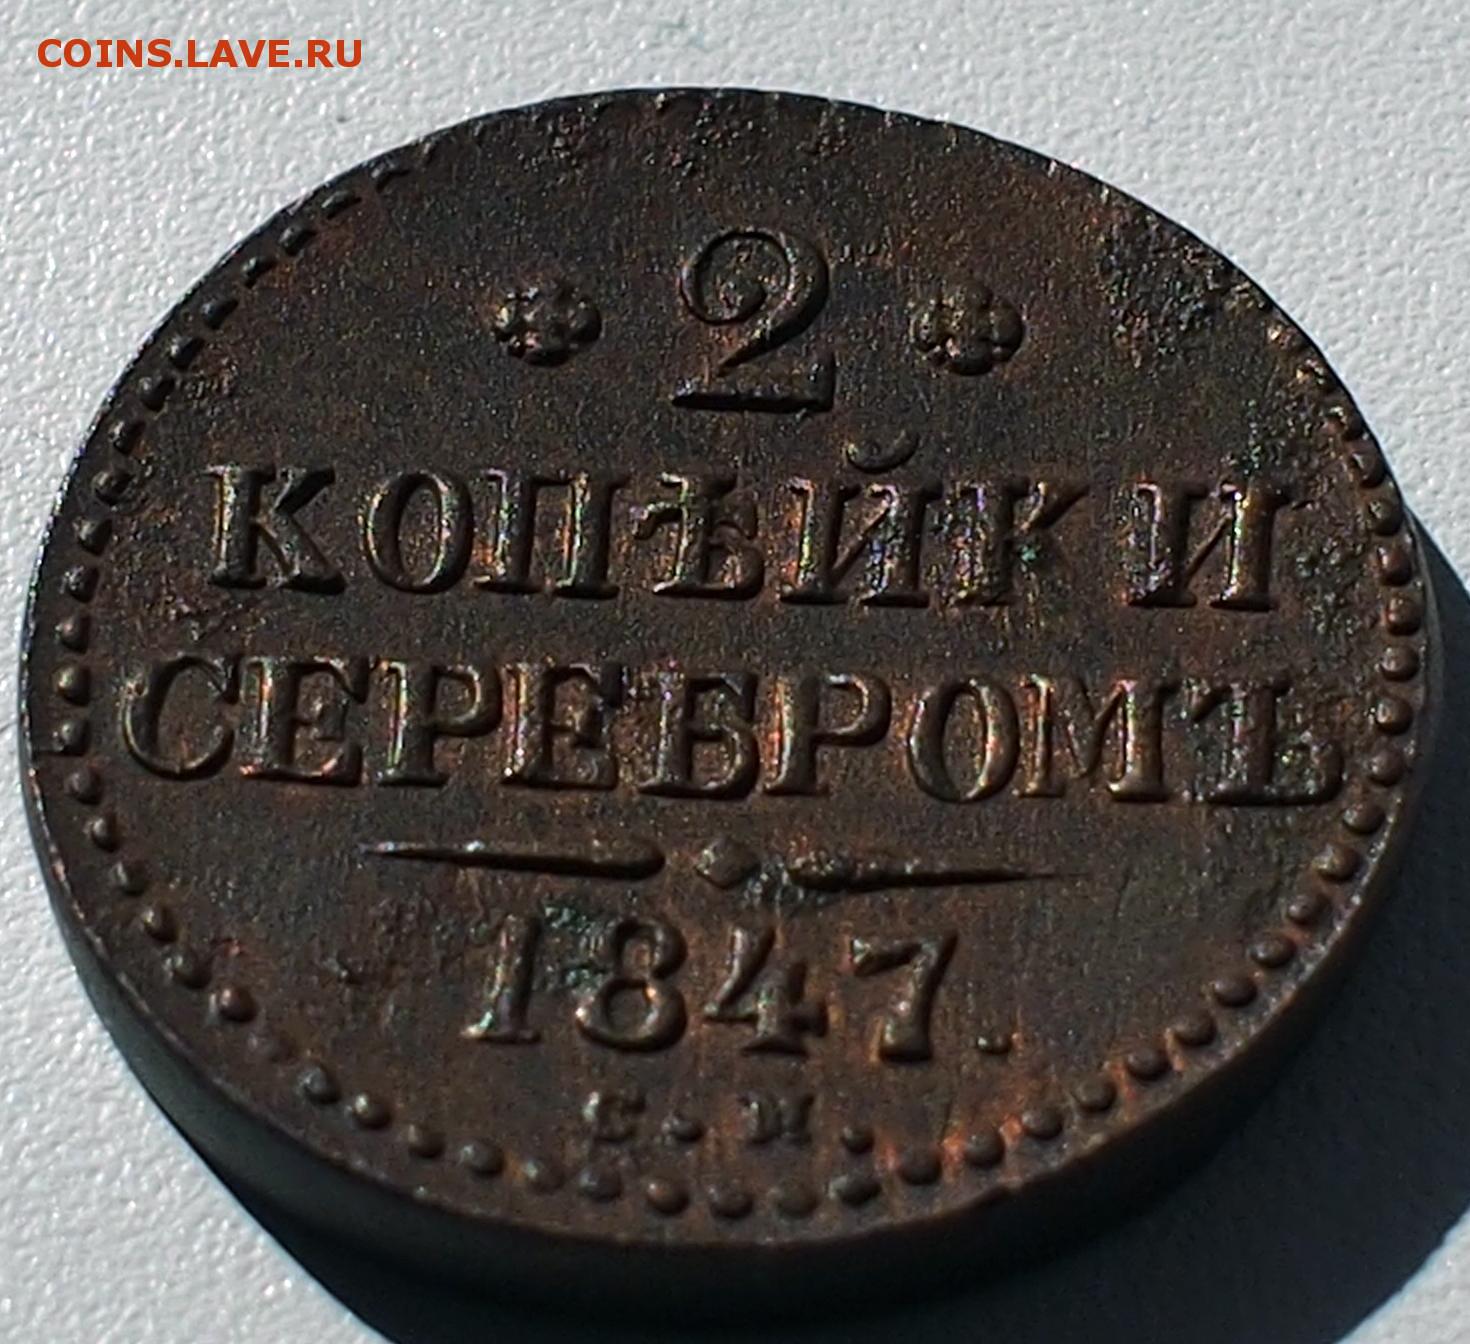 COINS.LAVE.RU
2
КОПѢЙКИ
СЕРЕБРОМЪ
1847.
С. М.